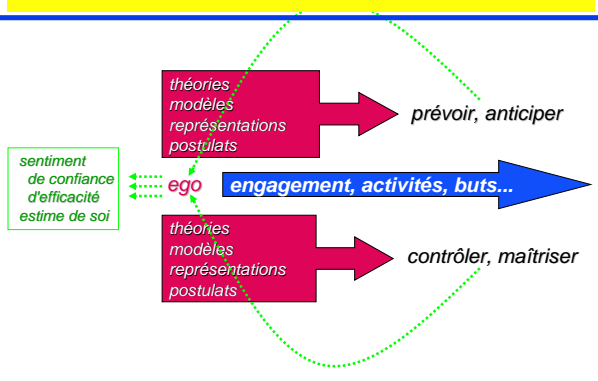 théories
modèles
représentations
postulats
prévoir, anticiper
sentiment
de confiance
d'efficacité
estime de soi
ego
engagement, activités, buts...
théories
modèles
représentations
postulats
contrôler, maîtriser